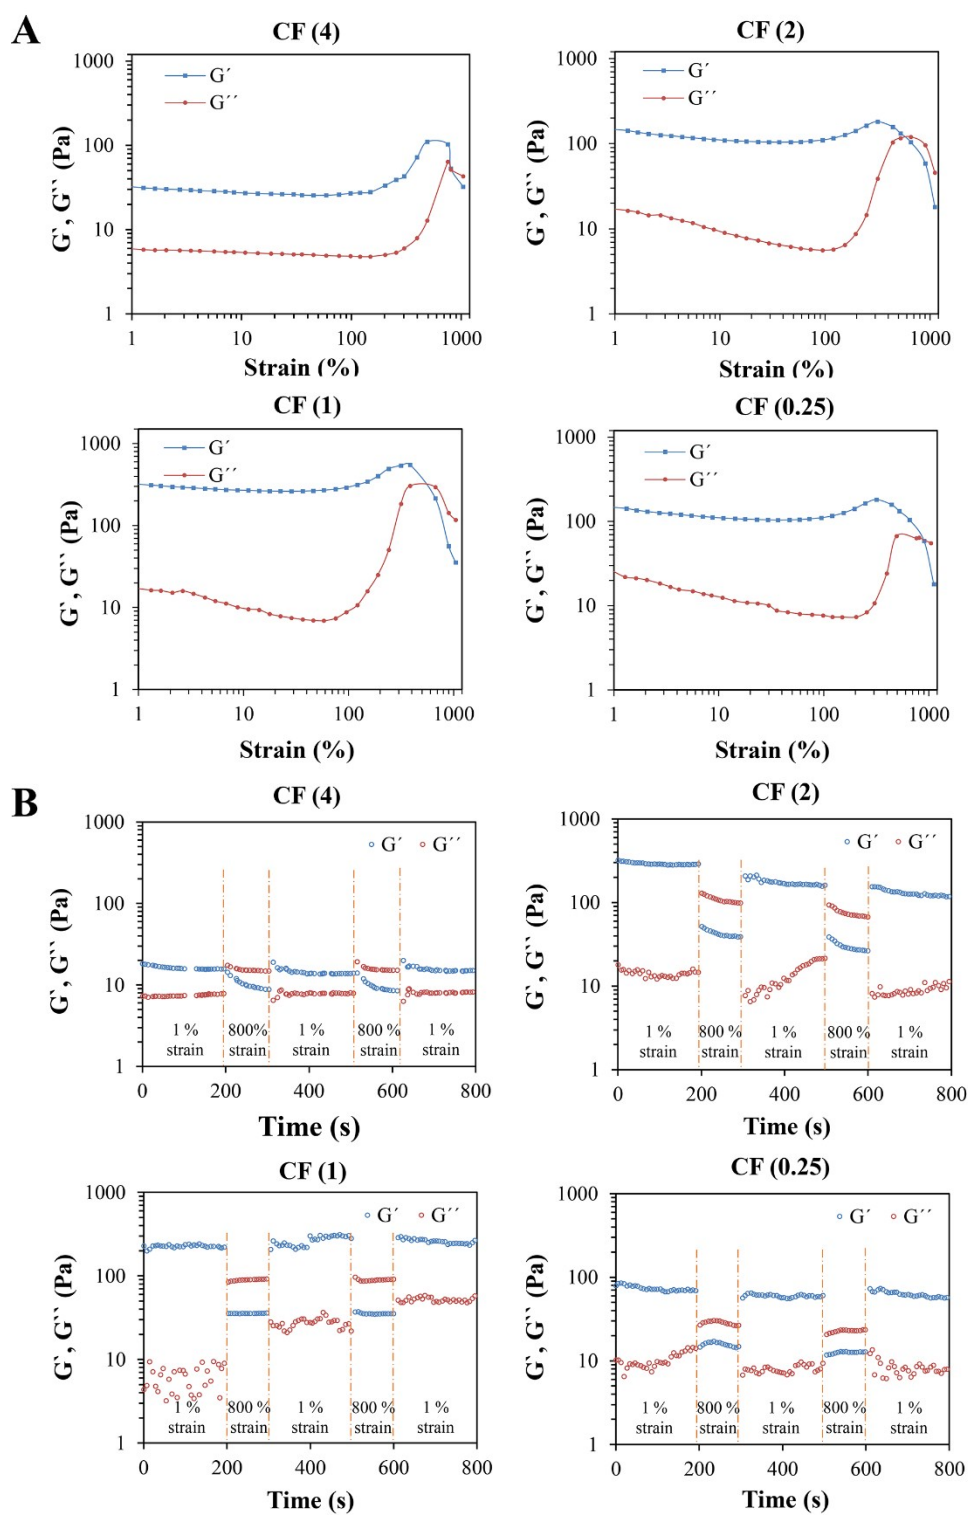 A
CF (4)
1000
100
10
1
G′
G′′
G`, G`` (Pa)
1 10 100 1000
Strain (%)
CF (2)
1000
100
10
1
G′
G′′
G`, G`` (Pa)
1 10 100 1000
Strain (%)
CF (1)
1000
100
10
1
G′
G′′
G`, G`` (Pa)
1 10 100 1000
Strain (%)
CF (0.25)
1000
100
10
1
G′
G′′
G`, G`` (Pa)
1 10 100 1000
Strain (%)
B
CF (4)
1000
100
10
1
G′ G′′
G`, G`` (Pa)
1 % 800% 1 % 800% 1 %
strain strain strain strain strain
0 200 400 600 800
Time (s)
CF (2)
1000
100
10
1
G′ G′′
G`, G`` (Pa)
1 % 800 % 1 % 800 % 1 %
strain strain strain strain strain
0 200 400 600 800
Time (s)
CF (1)
1000
100
10
1
G′ G′′
G`, G`` (Pa)
1 % 800 % 1 % 800 % 1 %
strain strain strain strain strain
0 200 400 600 800
Time (s)
CF (0.25)
1000
100
10
1
G′ G′′
G`, G`` (Pa)
1 % 800 % 1 % 800 % 1 %
strain strain strain strain strain
0 200 400 600 800
Time (s)